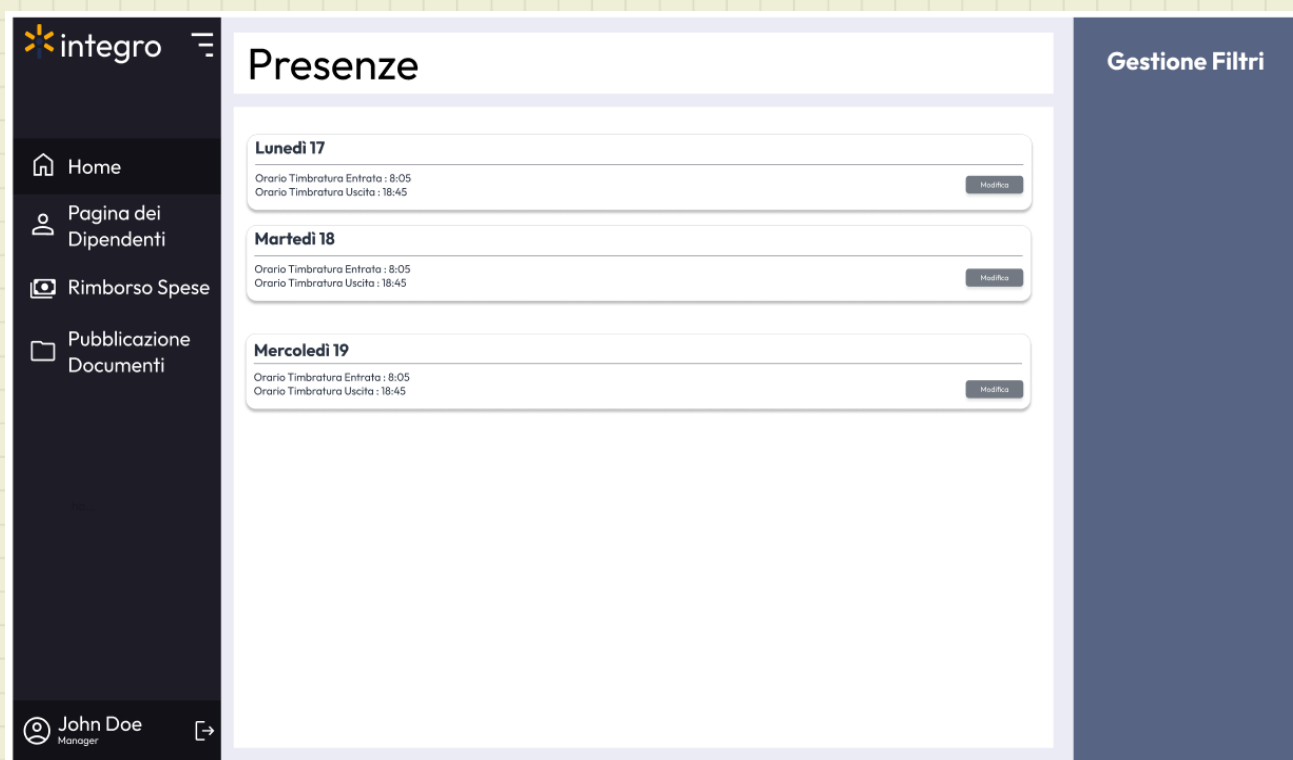 integro
Home
Pagina dei
Dipendenti
Rimborso Spese
Pubblicazione
Documenti
John Doe
Manager
Presenze
Lunedì 17
Orario Timbratura Entrata : 8:05
Orario Timbratura Uscita : 18:45
Modifica
Martedì 18
Orario Timbratura Entrata : 8:05
Orario Timbratura Uscita : 18:45
Modifica
Mercoledì 19
Orario Timbratura Entrata : 8:05
Orario Timbratura Uscita : 18:45
Modifica
Gestione Filtri